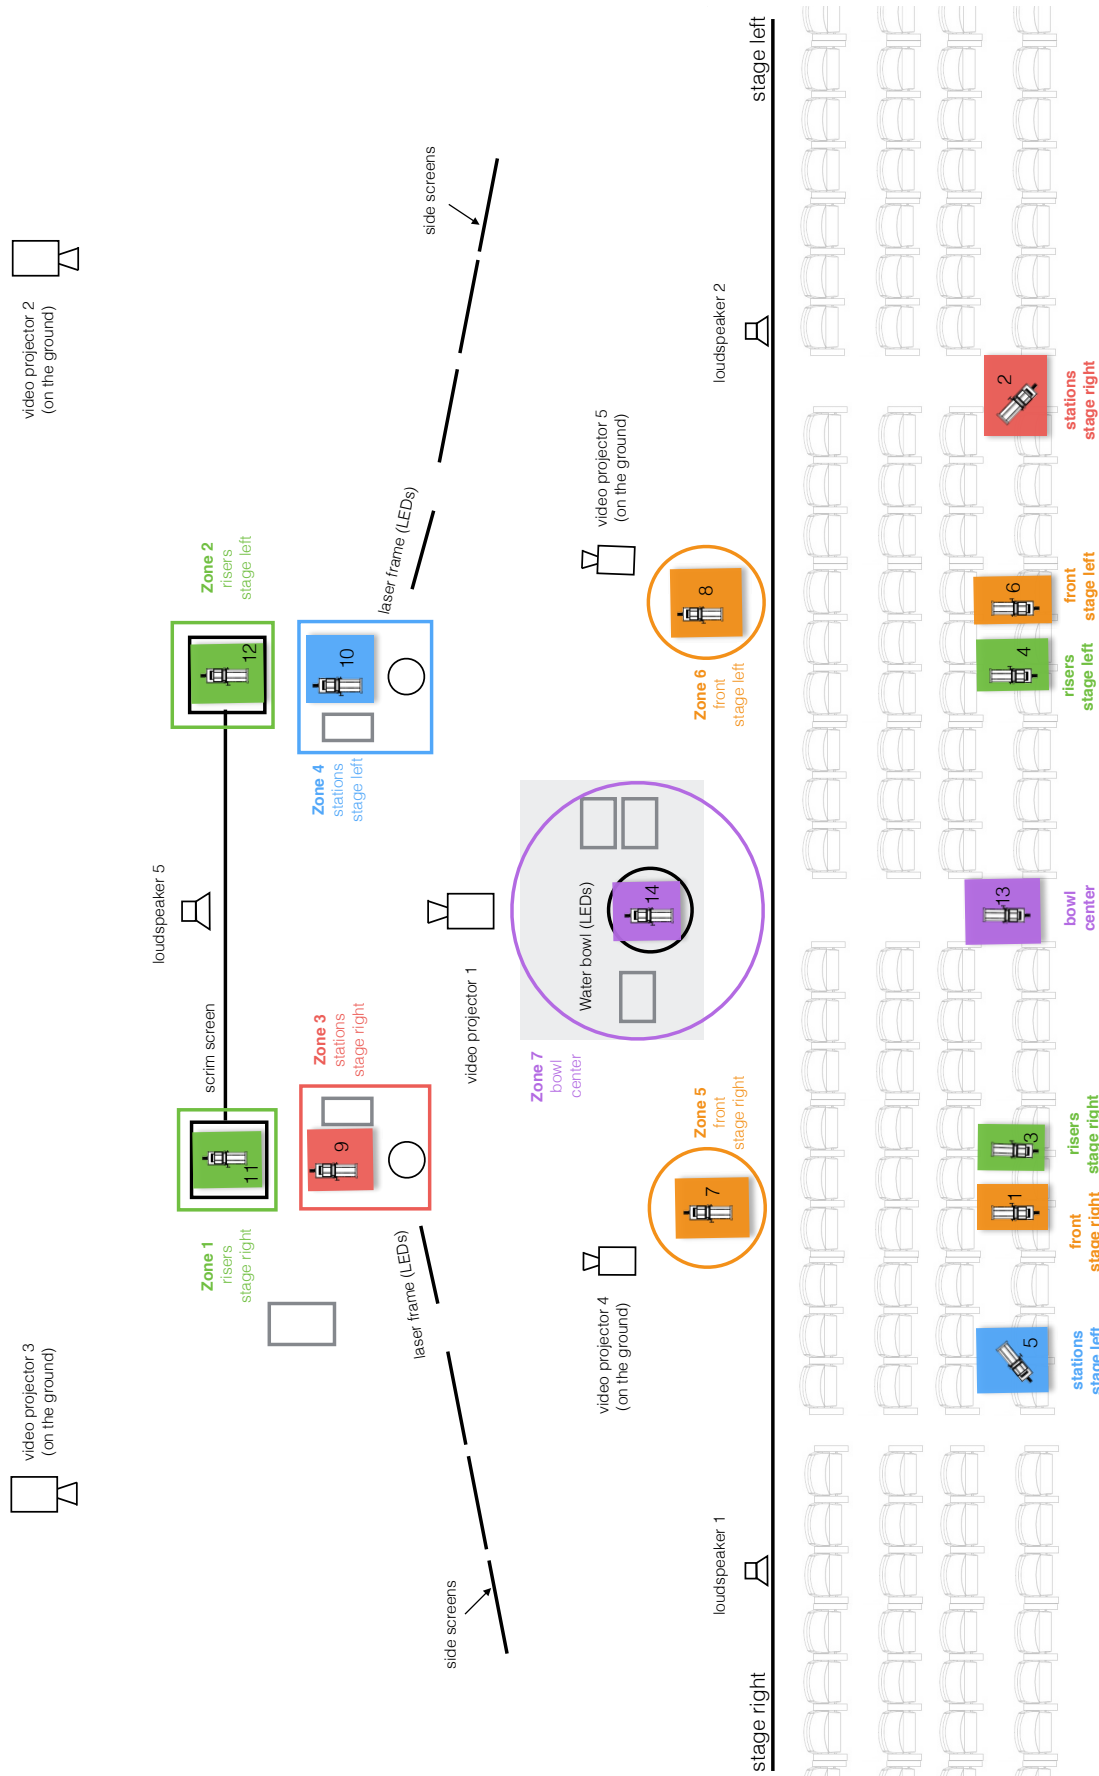 video projector 3
(on the ground)
video projector 2
(on the ground)
loudspeaker 5
Zone 1
risers
stage right
scrim screen
Zone 2
risers
stage left
11
12
Zone 3
stations
stage right
Zone 4
stations
stage left
9
10
laser frame (LEDs)
laser frame (LEDs)
side screens
side screens
video projector 1
Zone 7
bowl
center
Water bowl (LEDs)
14
video projector 4
(on the ground)
video projector 5
(on the ground)
Zone 5
front
stage right
Zone 6
front
stage left
7
8
loudspeaker 1
loudspeaker 2
stage right
stage left
5
1
3
13
4
6
2
stations
stage left
front
stage right
risers
stage right
bowl
center
risers
stage left
front
stage left
stations
stage right